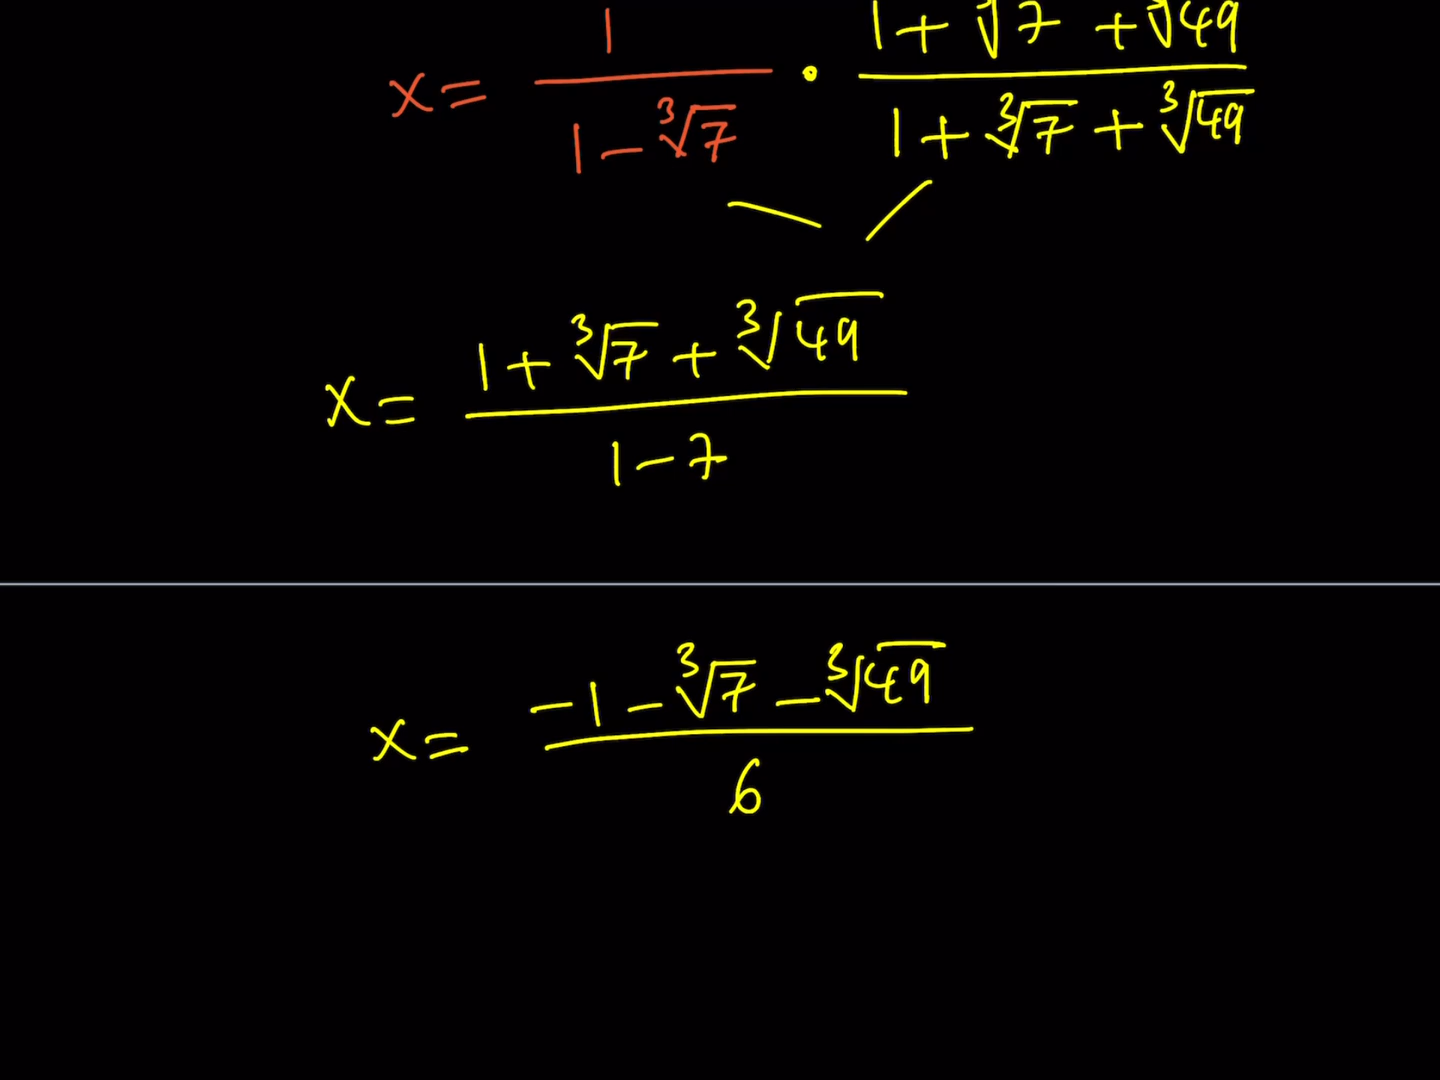 x = 1 / (1 - ∛7) · (1 + ∛7 + ∛49) / (1 + ∛7 + ∛49)
x = (1 + ∛7 + ∛49) / (1 - 7)
x = (-1 - ∛7 - ∛49) / 6